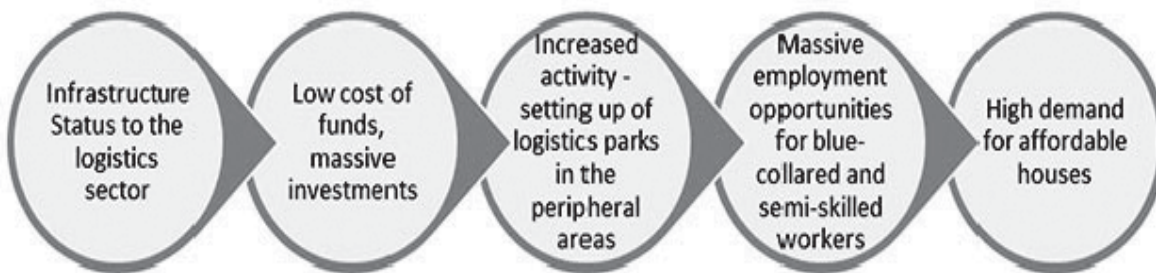 Infrastructure
Status to the
logistics
sector
Low cost of
funds,
massive
investments
Increased
activity -
setting up of
logistics parks
in the
peripheral
areas
Massive
employment
opportunities
for blue-
collared and
semi-skilled
workers
High demand
for affordable
houses